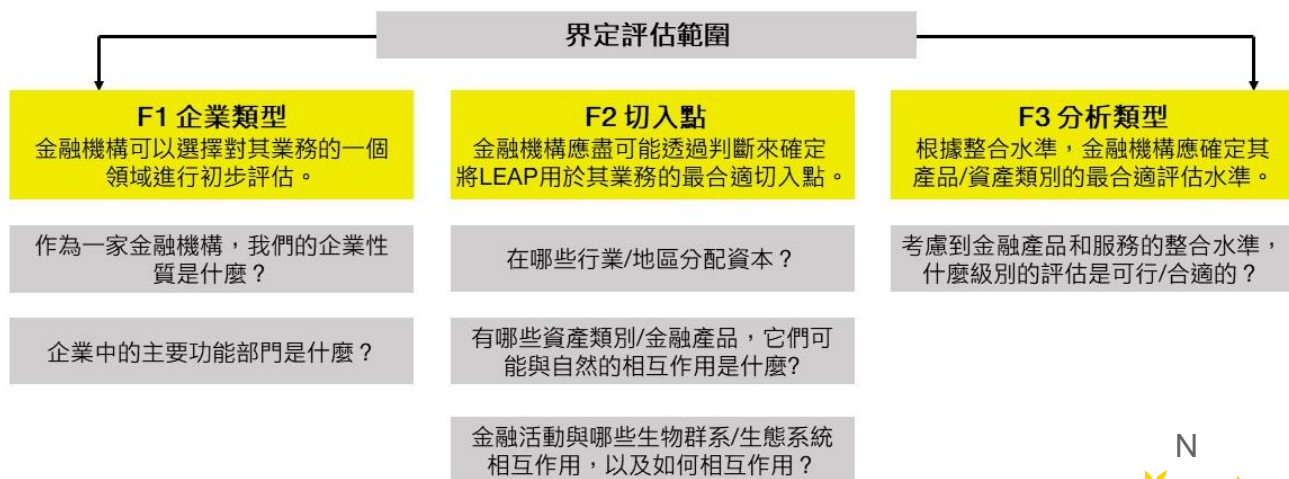 界定評估範圍
F1 企業類型
金融機構可以選擇對其業務的一個
領域進行初步評估。
作為一家金融機構，我們的企業性
質是什麼？
企業中的主要功能部門是什麼？
F2 切入點
金融機構應盡可能透過判斷來確定
將LEAP用於其業務的最合適切入點。
在哪些行業/地區分配資本？
有哪些資產類別/金融產品，它們可
能與自然的相互作用是什麼?
金融活動與哪些生物群系/生態系統
相互作用，以及如何相互作用？
F3 分析類型
根據整合水準，金融機構應確定其
產品/資產類別的最合適評估水準。
考慮到金融產品和服務的整合水準，
什麼級別的評估是可行/合適的？
N